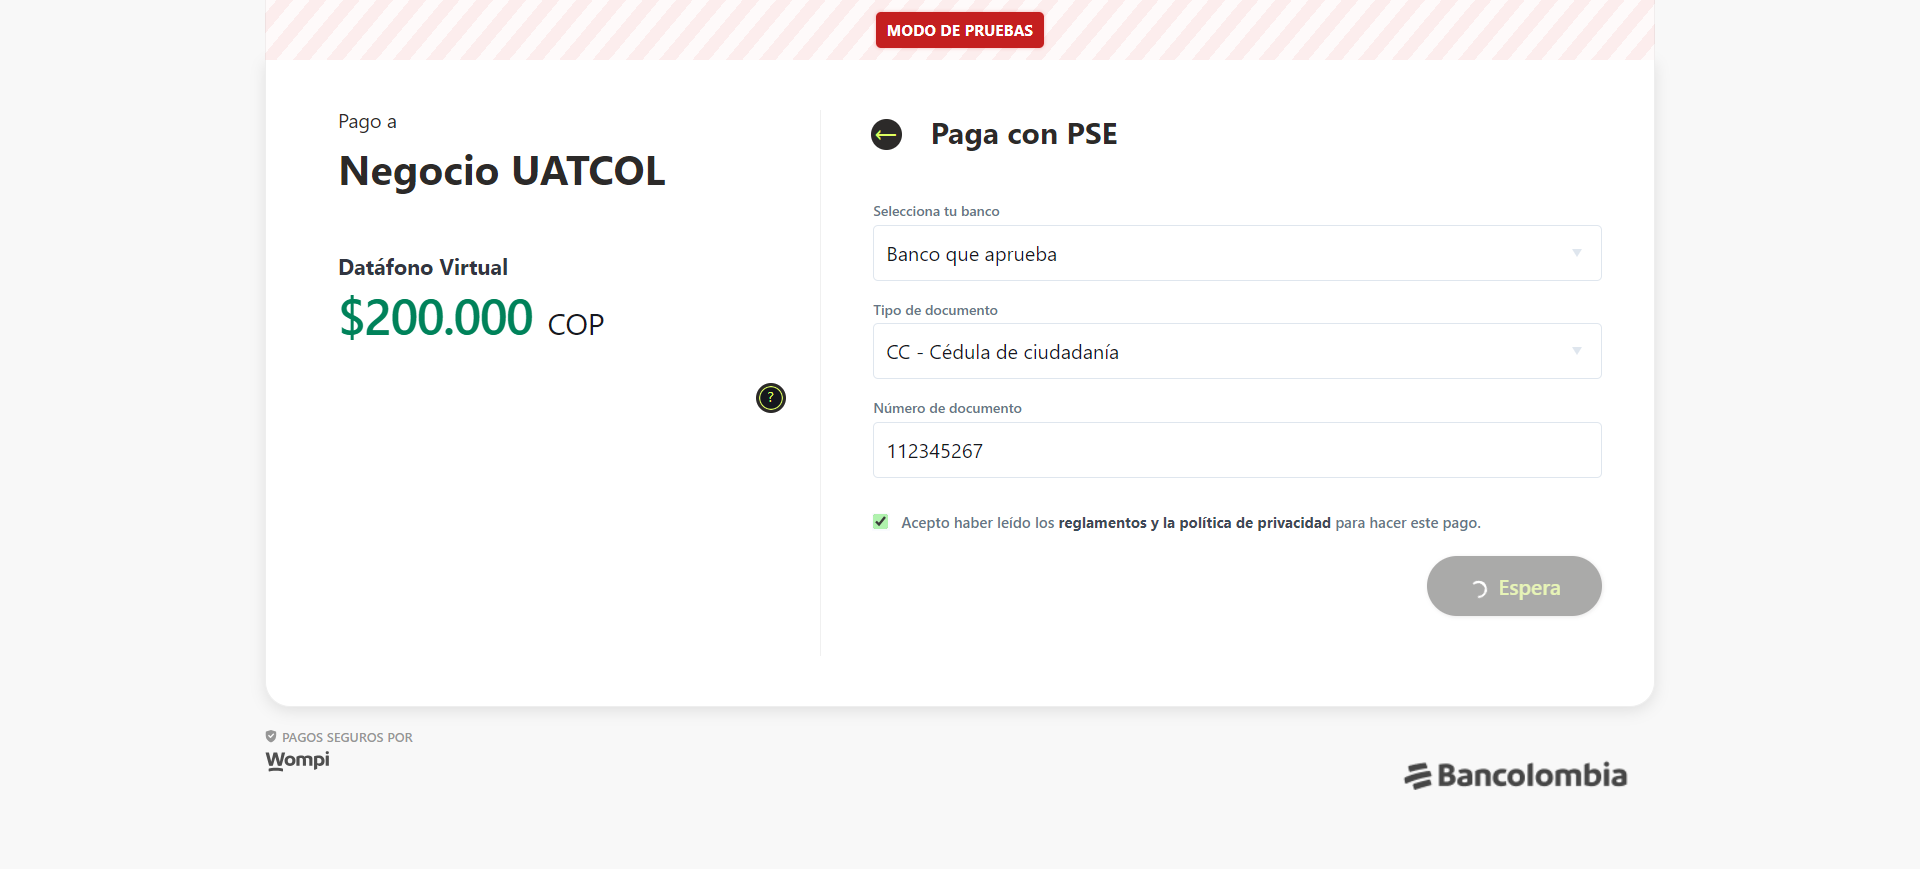 MODO DE PRUEBAS
Pago a
Negocio UATCOL
Datáfono Virtual
$200.000 COP
?
Paga con PSE
Selecciona tu banco
Banco que aprueba
Tipo de documento
CC - Cédula de ciudadanía
Número de documento
112345267
Acepto haber leído los reglamentos y la política de privacidad para hacer este pago.
Espera
PAGOS SEGUROS POR
Wompi
Bancolombia